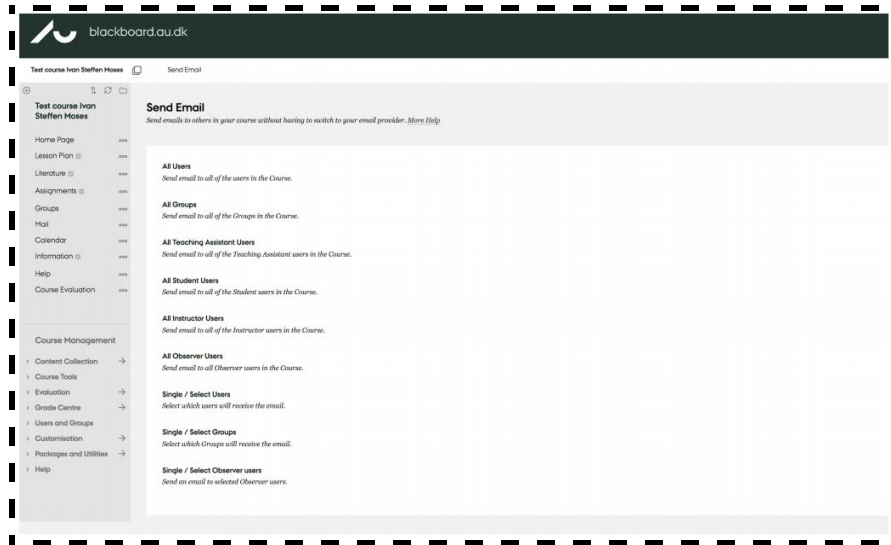 blackboard.au.dk
Test course Ivan Steffen Moses
Send Email
Test course Ivan
Steffen Moses
Home Page
Lesson Plan
Literature
Assignments
Groups
Mail
Calendar
Information
Help
Course Evaluation
Course Management
Content Collection
Course Tools
Evaluation
Grade Centre
Users and Groups
Customisation
Packages and Utilities
Help
Send Email
Send emails to others in your course without having to switch to your email provider. More Help
All Users
Send email to all of the users in the Course.
All Groups
Send email to all of the Groups in the Course.
All Teaching Assistant Users
Send email to all of the Teaching Assistant users in the Course.
All Student Users
Send email to all of the Student users in the Course.
All Instructor Users
Send email to all of the Instructor users in the Course.
All Observer Users
Send email to all Observer users in the Course.
Single / Select Users
Select which users will receive the email.
Single / Select Groups
Select which Groups will receive the email.
Single / Select Observer users
Send an email to selected Observer users.